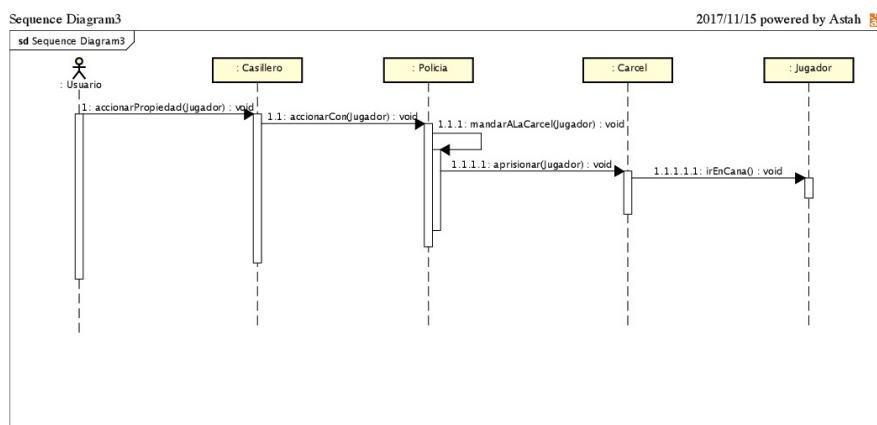 Sequence Diagram3
2017/11/15 powered by Astah
sd Sequence Diagram3
: Usuario
: Casillero
: Policia
: Carcel
: Jugador
1: accionarPropiedad(Jugador) : void
1.1: accionarCon(Jugador) : void
1.1.1: mandarALaCarcel(Jugador) : void
1.1.1.1: aprisionar(Jugador) : void
1.1.1.1.1: irEnCana() : void